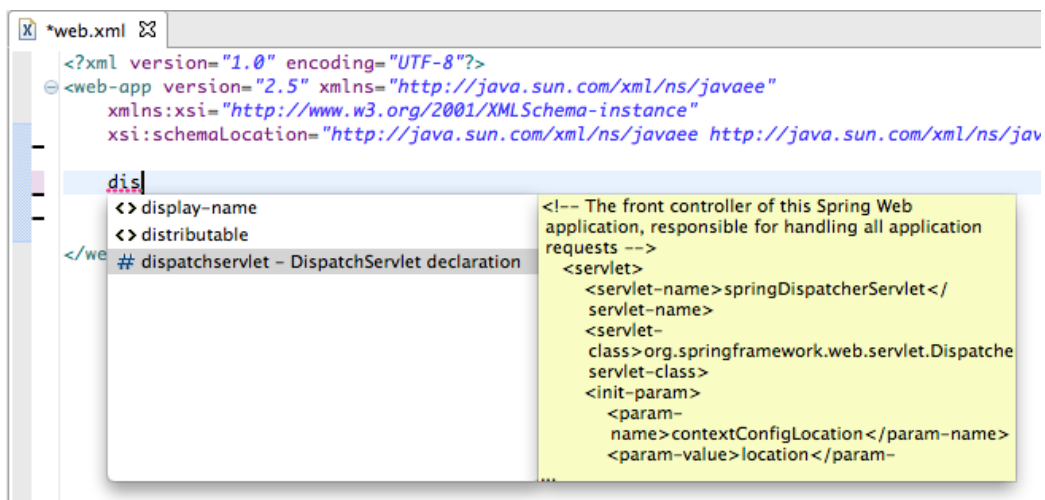 *web.xml
<?xml version="1.0" encoding="UTF-8"?>
<web-app version="2.5" xmlns="http://java.sun.com/xml/ns/javaee"
xmlns:xsi="http://www.w3.org/2001/XMLSchema-instance"
xsi:schemaLocation="http://java.sun.com/xml/ns/javaee http://java.sun.com/xml/ns/jav
dis
<> display-name
<> distributable
# dispatchservlet - DispatchServlet declaration
</we
<!-- The front controller of this Spring Web
application, responsible for handling all application
requests -->
<servlet>
<servlet-name>springDispatcherServlet</
servlet-name>
<servlet-
class>org.springframework.web.servlet.Dispatche
servlet-class>
<init-param>
<param-
name>contextConfigLocation</param-name>
<param-value>location</param-
...